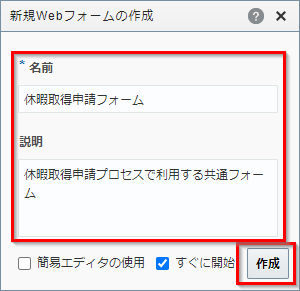 新規Webフォームの作成 ? ×
* 名前
休暇取得申請フォーム
説明
休暇取得申請プロセスで利用する共通フォー
ム
簡易エディタの使用 すぐに開始 作成